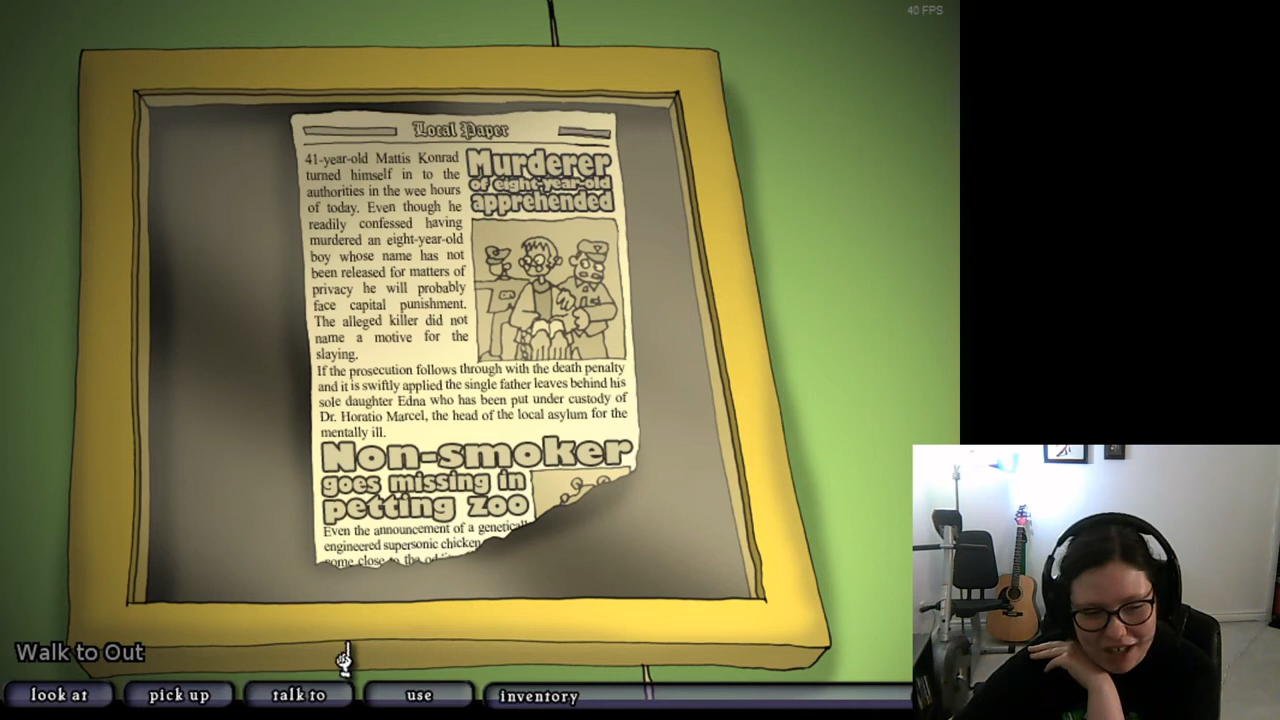 40 FPS
Local Paper
41-year-old Mattis Konrad
turned himself in to the
authorities in the wee hours
of today. Even though he
readily confessed having
murdered an eight-year-old
boy whose name has not
been released for matters of
privacy he will probably
face capital punishment.
The alleged killer did not
name a motive for the
slaying.
Murderer
of eight-year-old
apprehended
If the prosecution follows through with the death penalty
and it is swiftly applied the single father leaves behind his
sole daughter Edna who has been put under custody of
Dr. Horatio Marcel, the head of the local asylum for the
mentally ill.
Non-smoker
goes missing in
petting zoo
Even the announcement of a genetically
engineered supersonic chicken
some close to the
Walk to Out
look at
pick up
talk to
use
inventory